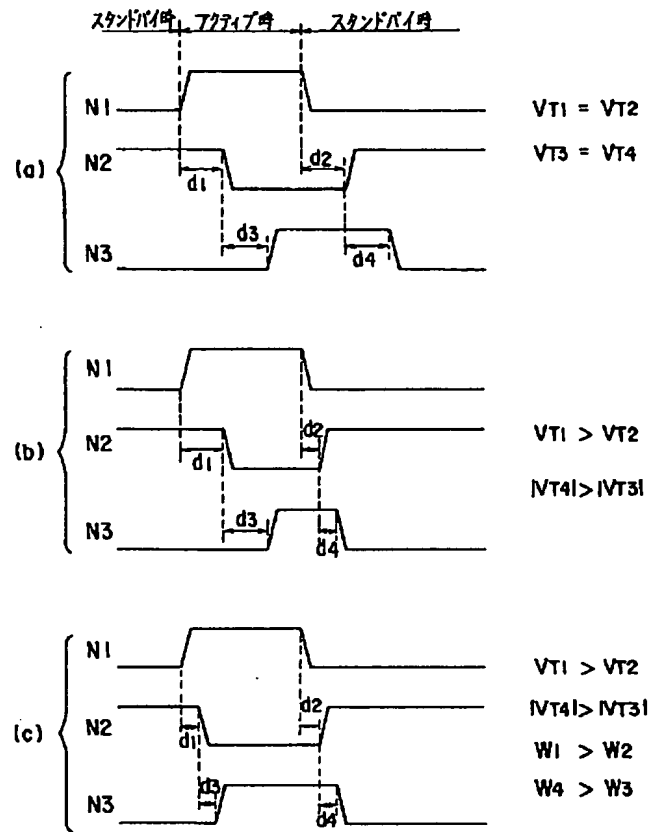 スタンドバイ時 アクティブ時 スタンドバイ時
(a)
N1
N2
N3
d1
d2
d3
d4
VT1 = VT2
VT3 = VT4
(b)
N1
N2
N3
d1
d2
d3
d4
VT1 > VT2
|VT4| > |VT3|
(c)
N1
N2
N3
d1
d2
d3
d4
VT1 > VT2
|VT4| > |VT3|
W1 > W2
W4 > W3